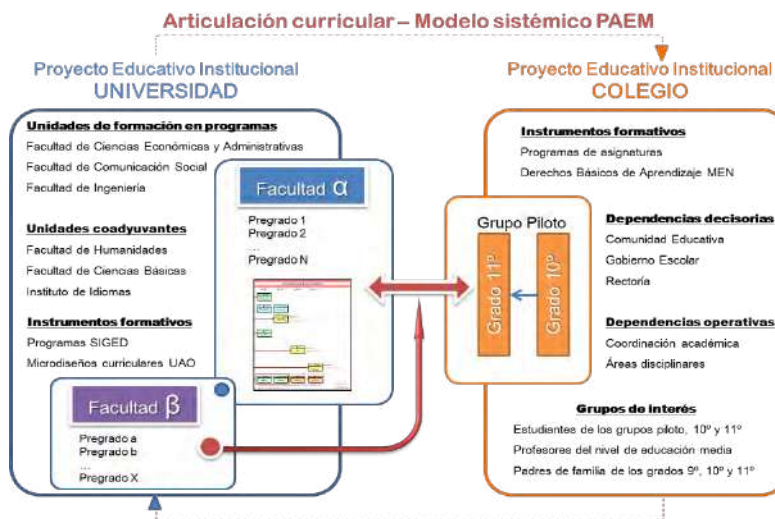 Articulación curricular – Modelo sistémico PAEM
Proyecto Educativo Institucional
UNIVERSIDAD
Unidades de formación en programas
Facultad de Ciencias Económicas y Administrativas
Facultad de Comunicación Social
Facultad de Ingeniería
Unidades coadyuvantes
Facultad de Humanidades
Facultad de Ciencias Básicas
Instituto de Idiomas
Instrumentos formativos
Programas SIGED
Microdiseños curriculares UAO
Facultad α
Pregrado 1
Pregrado 2
....
Pregrado N
Facultad β
Pregrado a
Pregrado b
...
Pregrado X
Proyecto Educativo Institucional
COLEGIO
Instrumentos formativos
Programas de asignaturas
Derechos Básicos de Aprendizaje MEN
Grupo Piloto
Grado 11º
Grado 10º
Dependencias decisorias
Comunidad Educativa
Gobierno Escolar
Rectoría
Dependencias operativas
Coordinación académica
Áreas disciplinares
Grupos de interés
Estudiantes de los grupos piloto, 10º y 11º
Profesores del nivel de educación media
Padres de familia de los grados 9º, 10º y 11º